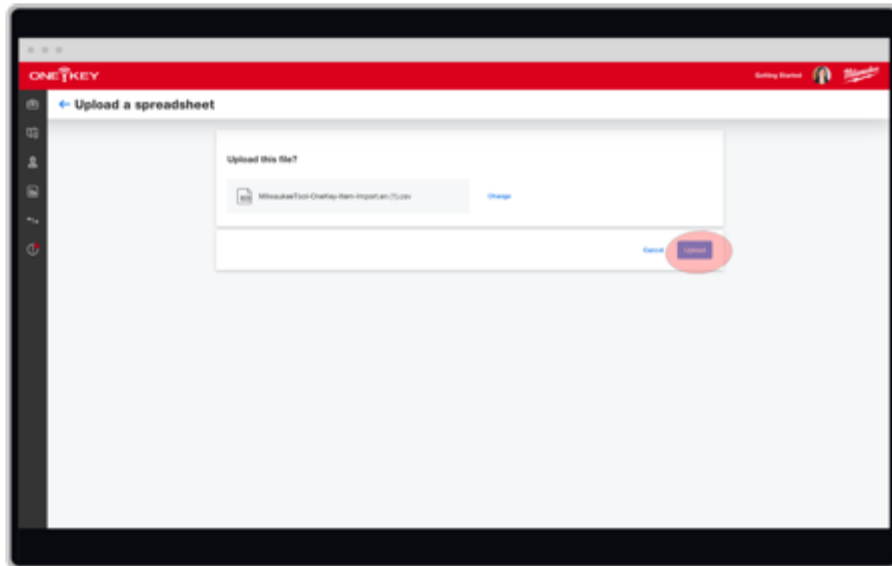 ONE KEY
Getting Started
Milwaukee
← Upload a spreadsheet
Upload this file?
MilwaukeeTool-OneKey-Item-Import.en (1).csv
Change
Cancel
Upload